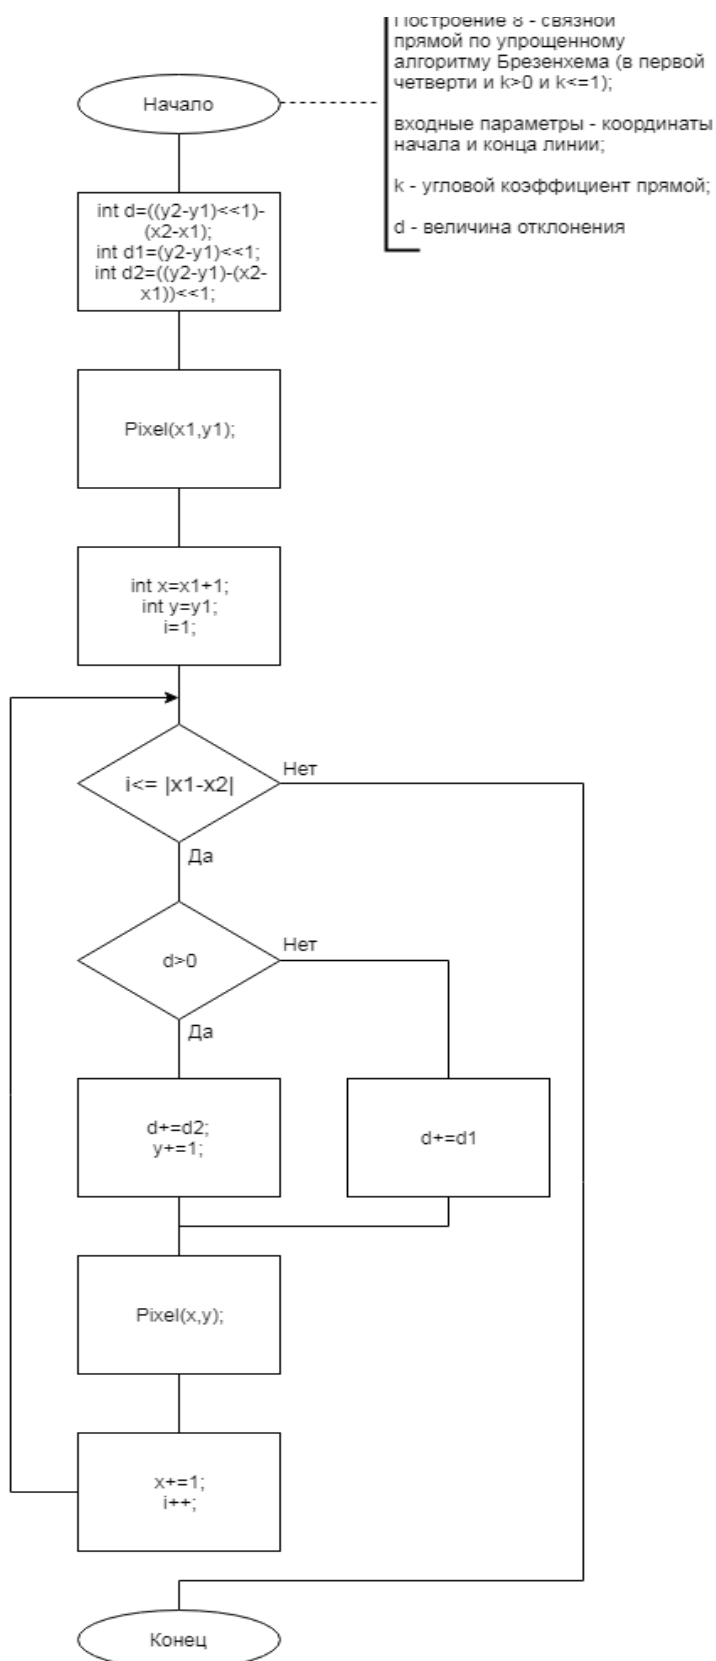 Построение 8 - связной
прямой по упрощенному
алгоритму Брезенхема (в первой
четверти и k>0 и k<=1);
входные параметры - координаты
начала и конца линии;
k - угловой коэффициент прямой;
d - величина отклонения
Начало
int d=((y2-y1)<<1)-
(x2-x1);
int d1=(y2-y1)<<1;
int d2=((y2-y1)-(x2-
x1))<<1;
Pixel(x1,y1);
int x=x1+1;
int y=y1;
i=1;
i<= |x1-x2|
Нет
Да
d>0
Нет
Да
d+=d2;
y+=1;
d+=d1
Pixel(x,y);
x+=1;
i++;
Конец